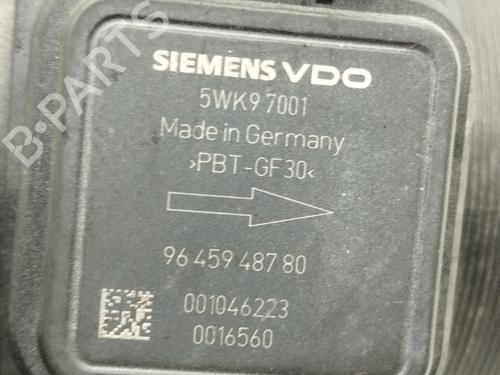 B-PARTS
SIEMENS VDO
5WK9 7001
Made in Germany
>PBT-GF30<
96 459 487 80
001046223
0016560